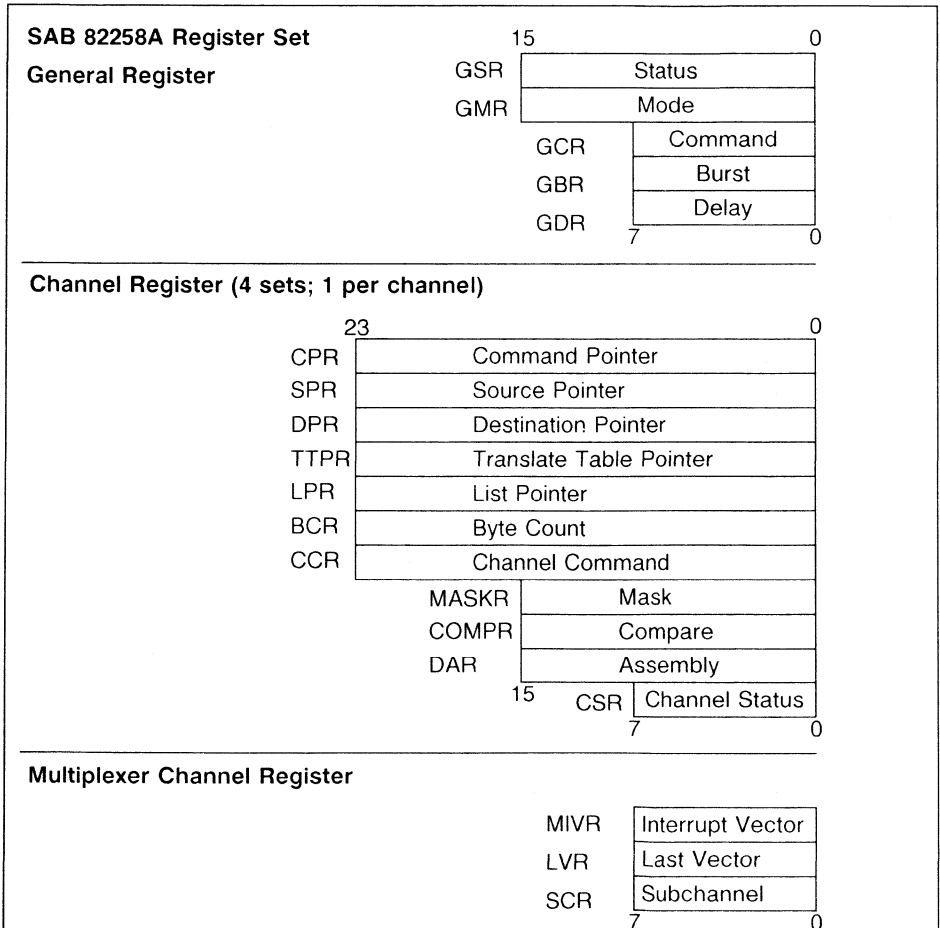 SAB 82258A Register Set
15 0
General Register
GSR Status
GMR Mode
GCR Command
GBR Burst
GDR Delay
7 0
Channel Register (4 sets; 1 per channel)
23 0
CPR Command Pointer
SPR Source Pointer
DPR Destination Pointer
TTPR Translate Table Pointer
LPR List Pointer
BCR Byte Count
CCR Channel Command
MASKR Mask
COMPR Compare
DAR Assembly
15 CSR Channel Status
7 0
Multiplexer Channel Register
MIVR Interrupt Vector
LVR Last Vector
SCR Subchannel
7 0